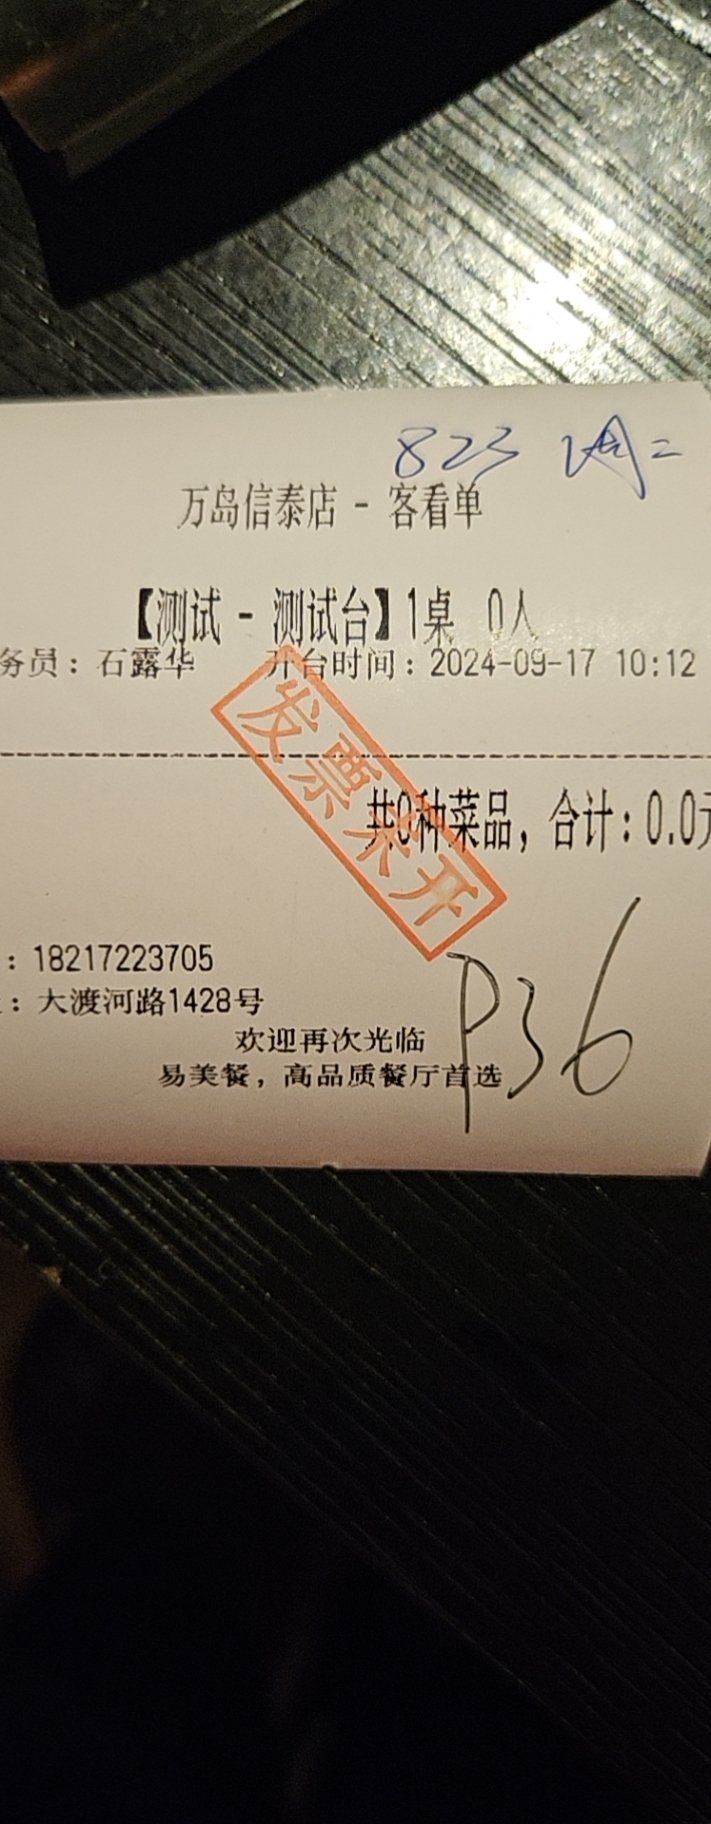 823 周二
万岛信泰店 - 客看单
【测试 - 测试台】1桌 0人
务员：石露华 开台时间：2024-09-17 10:12
发票未开
共0种菜品，合计：0.0元
：18217223705
：大渡河路1428号
欢迎再次光临
易美餐，高品质餐厅首选
P36